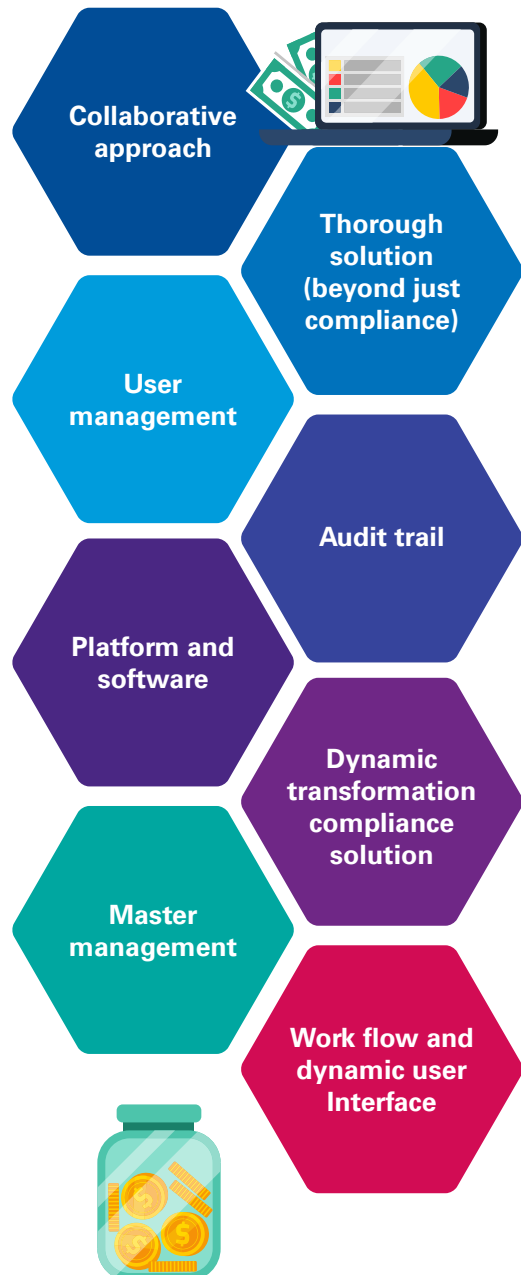 Collaborative
approach
Thorough
solution
(beyond just
compliance)
User
management
Audit trail
Platform and
software
Dynamic
transformation
compliance
solution
Master
management
Work flow and
dynamic user
Interface